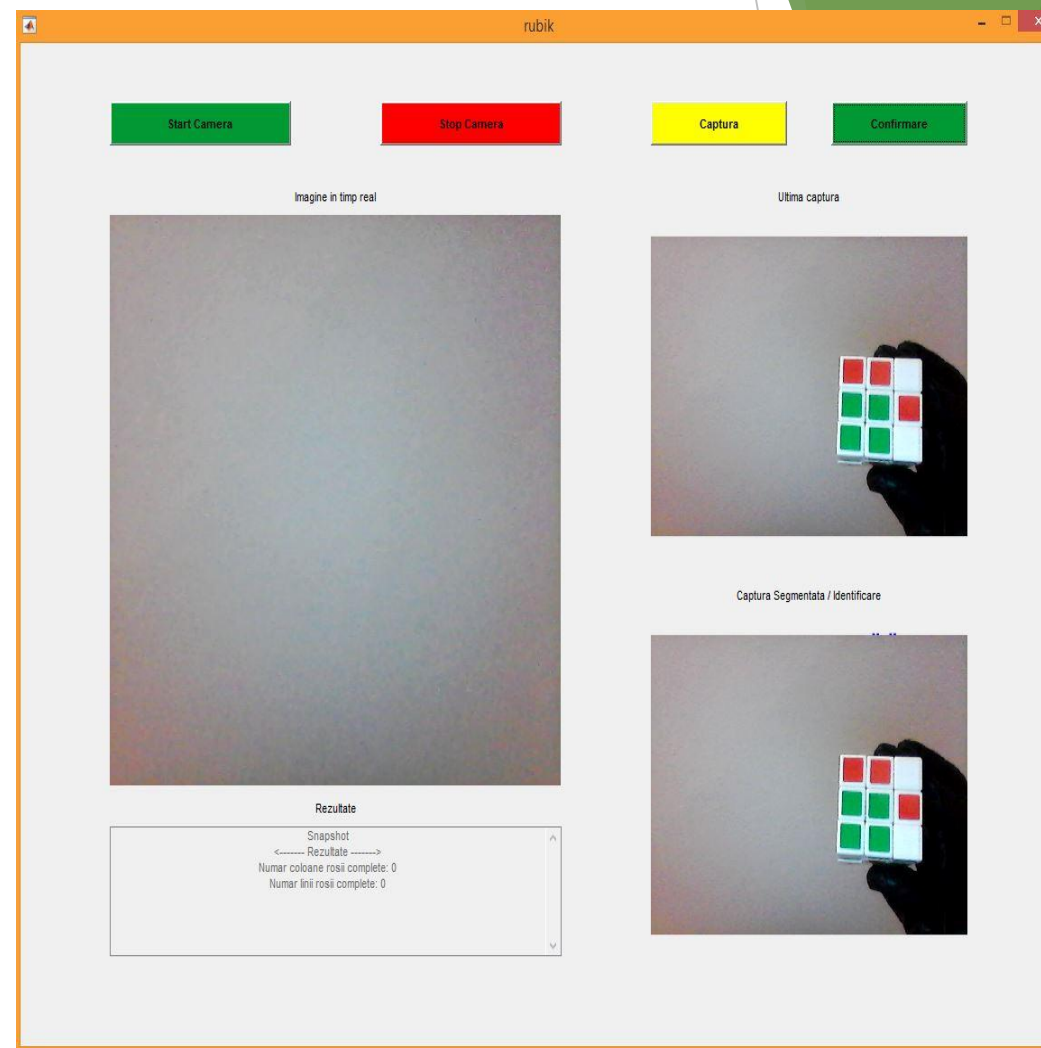 rubik
Start Camera
Stop Camera
Captura
Confirmare
Imagine in timp real
Ultima captura
Captura Segmentata / Identificare
Rezultate
Snapshot
<------- Rezultate ------->
Numar coloane rosii complete: 0
Numar linii rosii complete: 0